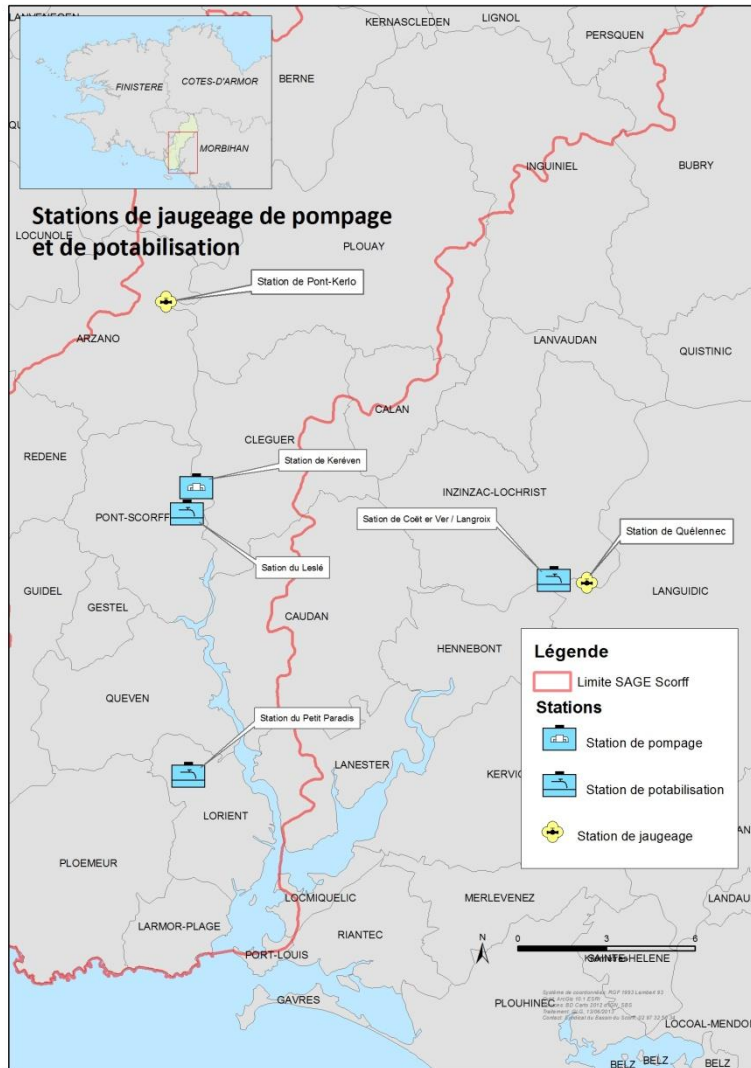 LANVENEGEN
KERNASCLEDEN
LIGNOL
PERSQUEN
BERNE
COTES-D'ARMOR
FINISTERE
MORBIHAN
INGUINIEL
BUBRY
Stations de jaugeage de pompage
et de potabilisation
LOCUNOLE
PLOUAY
Station de Pont-Kerlo
ARZANO
LANVAUDAN
QUISTINIC
CALAN
CLEGUER
REDENE
Station de Keréven
INZINZAC-LOCHRIST
PONT-SCORFF
Sation de Coët er Ver / Langroix
Station de Quélennec
Sation du Leslé
GUIDEL
LANGUIDIC
GESTEL
CAUDAN
HENNEBONT
Légende
Limite SAGE Scorff
QUEVEN
Stations
Station du Petit Paradis
Station de pompage
LANESTER
KERVIG
Station de potabilisation
LORIENT
Station de jaugeage
PLOEMEUR
LOCMIQUELIC
MERLEVENEZ
LANDAU
LARMOR-PLAGE
RIANTEC
N
0 3 6
PORT-LOUIS
SAINTE-HELENE
GAVRES
PLOUHINEC
LOCOAL-MENDON
BELZ
BELZ
BELZ